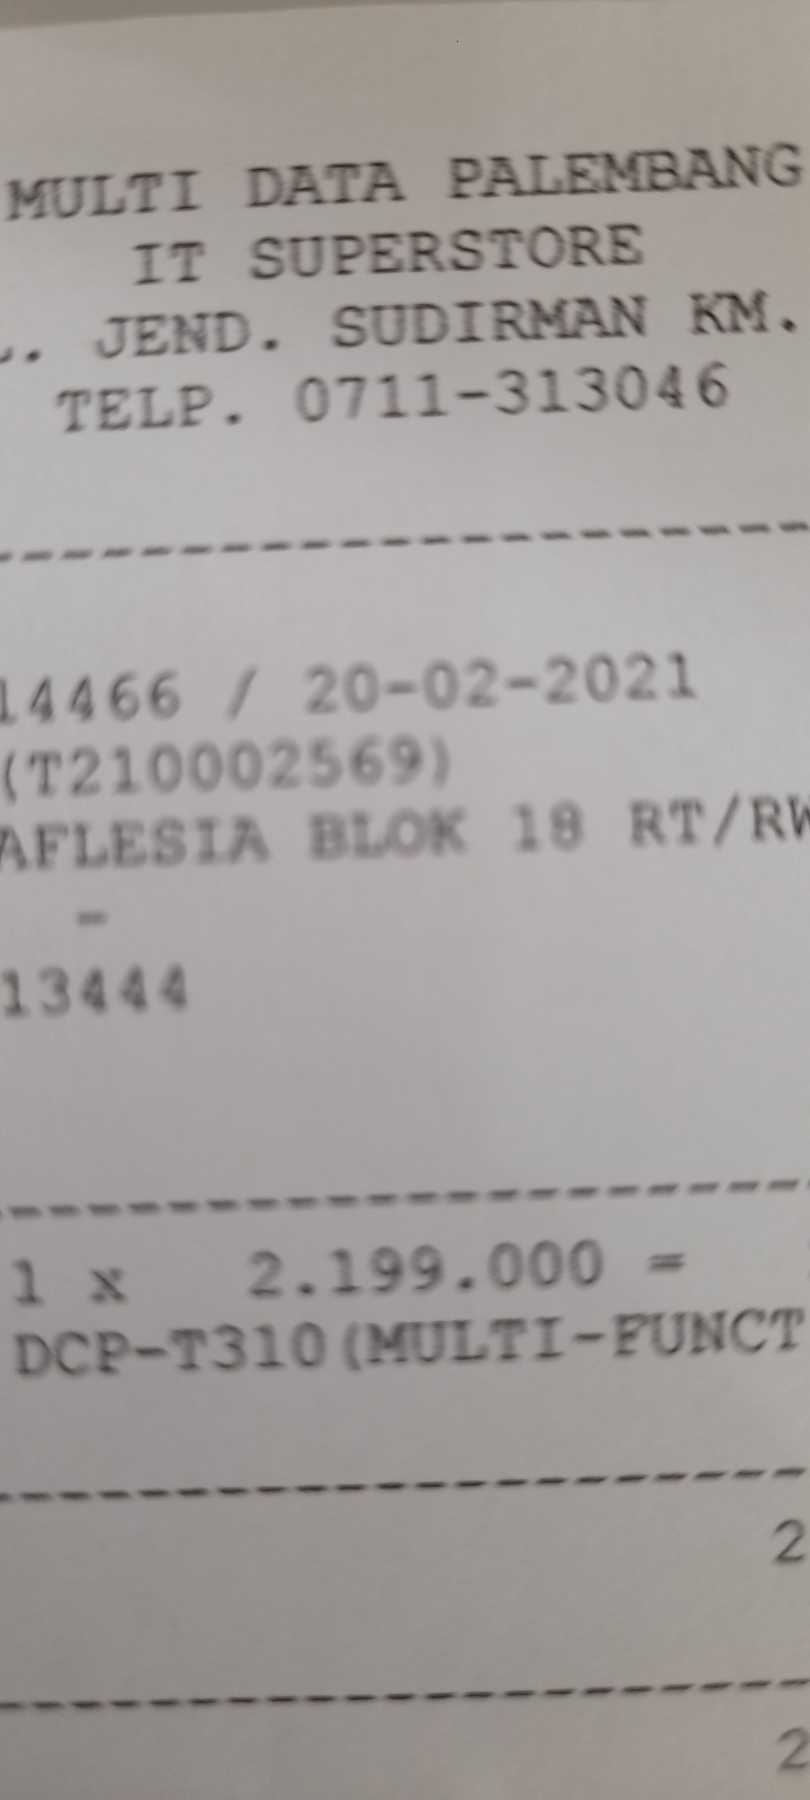 MULTI DATA PALEMBANG
IT SUPERSTORE
. JEND. SUDIRMAN KM.
TELP. 0711-313046
14466 / 20-02-2021
(T210002569)
AFLESIA BLOK 18 RT/RW
-
13444
1 x 2.199.000 =
DCP-T310(MULTI-FUNCT
2
2